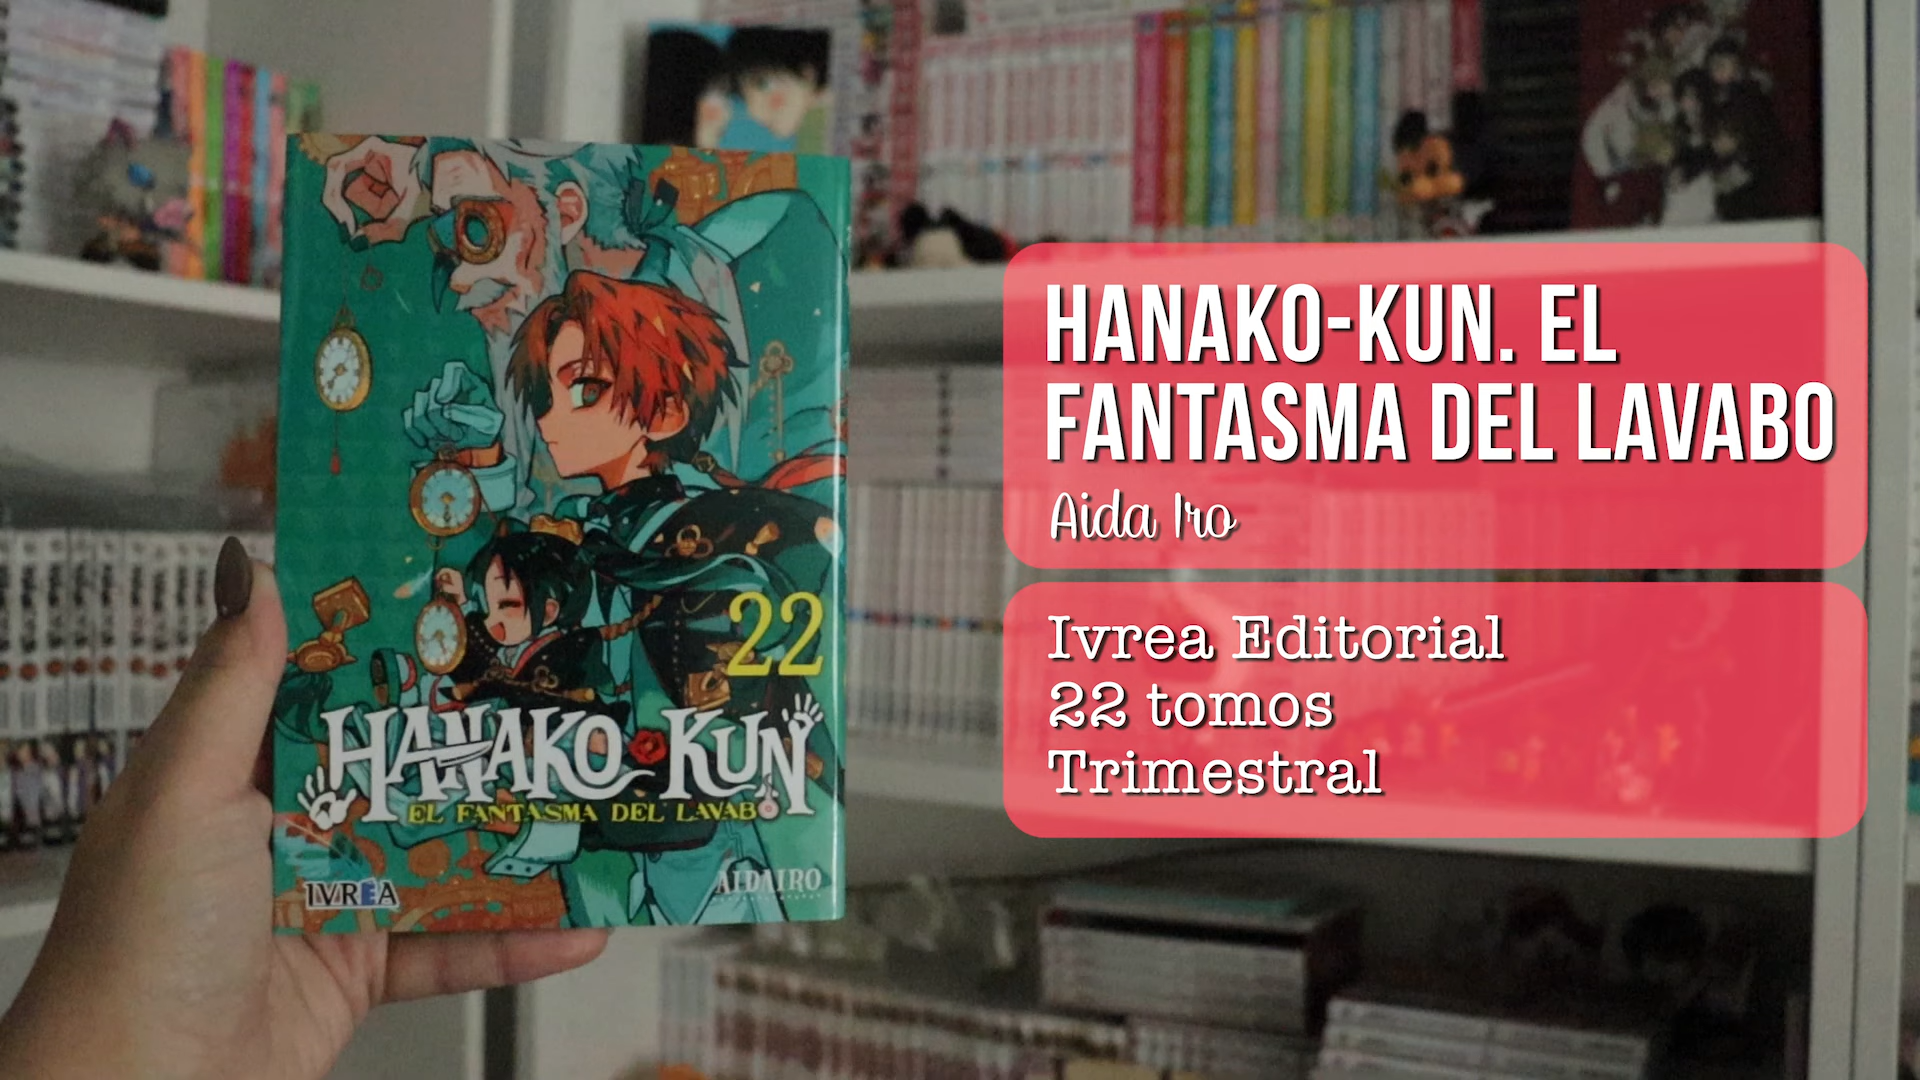 22
HANAKO-KUN
EL FANTASMA DEL LAVABO
IVREA
AIDAIRO
HANAKO-KUN. EL
FANTASMA DEL LAVABO
Aida Iro
Ivrea Editorial
22 tomos
Trimestral